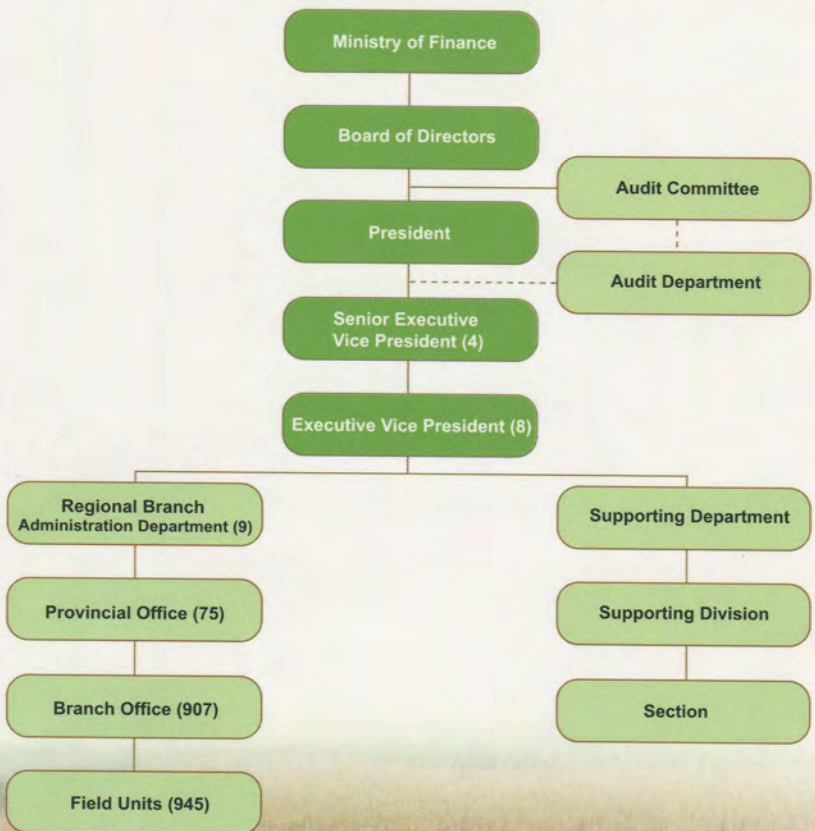 Ministry of Finance
Board of Directors
Audit Committee
President
Audit Department
Senior Executive
Vice President (4)
Executive Vice President (8)
Regional Branch
Administration Department (9)
Supporting Department
Provincial Office (75)
Supporting Division
Branch Office (907)
Section
Field Units (945)